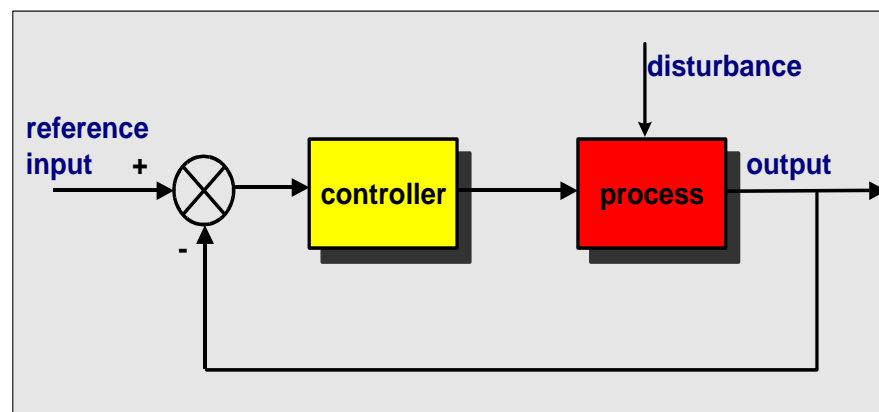 disturbance
reference
input
+
controller
process
output
-